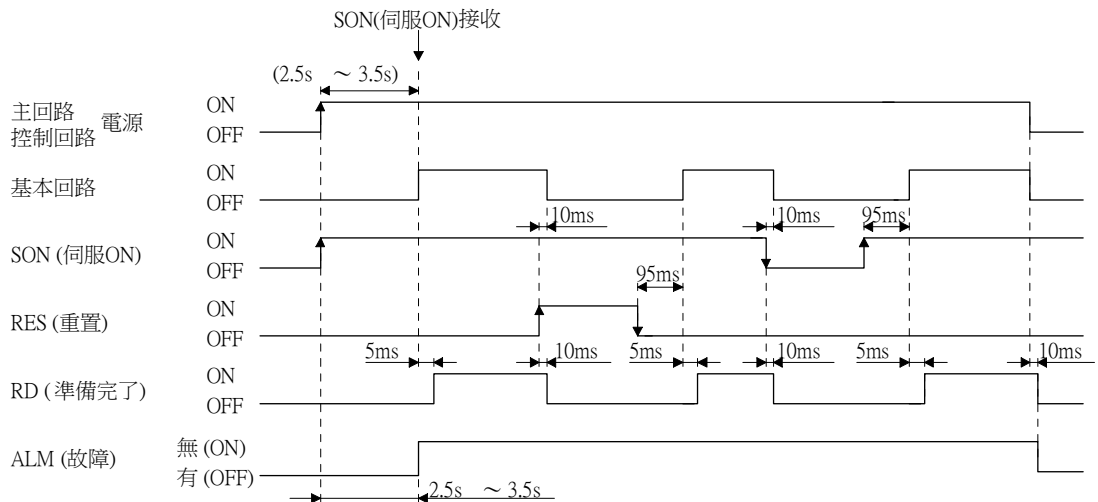 SON(伺服ON)接收
(2.5s ～ 3.5s)
主回路
控制回路
電源
ON
OFF
基本回路
ON
OFF
10ms
10ms
95ms
SON (伺服ON)
ON
OFF
95ms
RES (重置)
ON
OFF
5ms
10ms
5ms
10ms
5ms
10ms
RD ( 準備完了)
ON
OFF
ALM (故障)
無 (ON)
有 (OFF)
2.5s ～ 3.5s